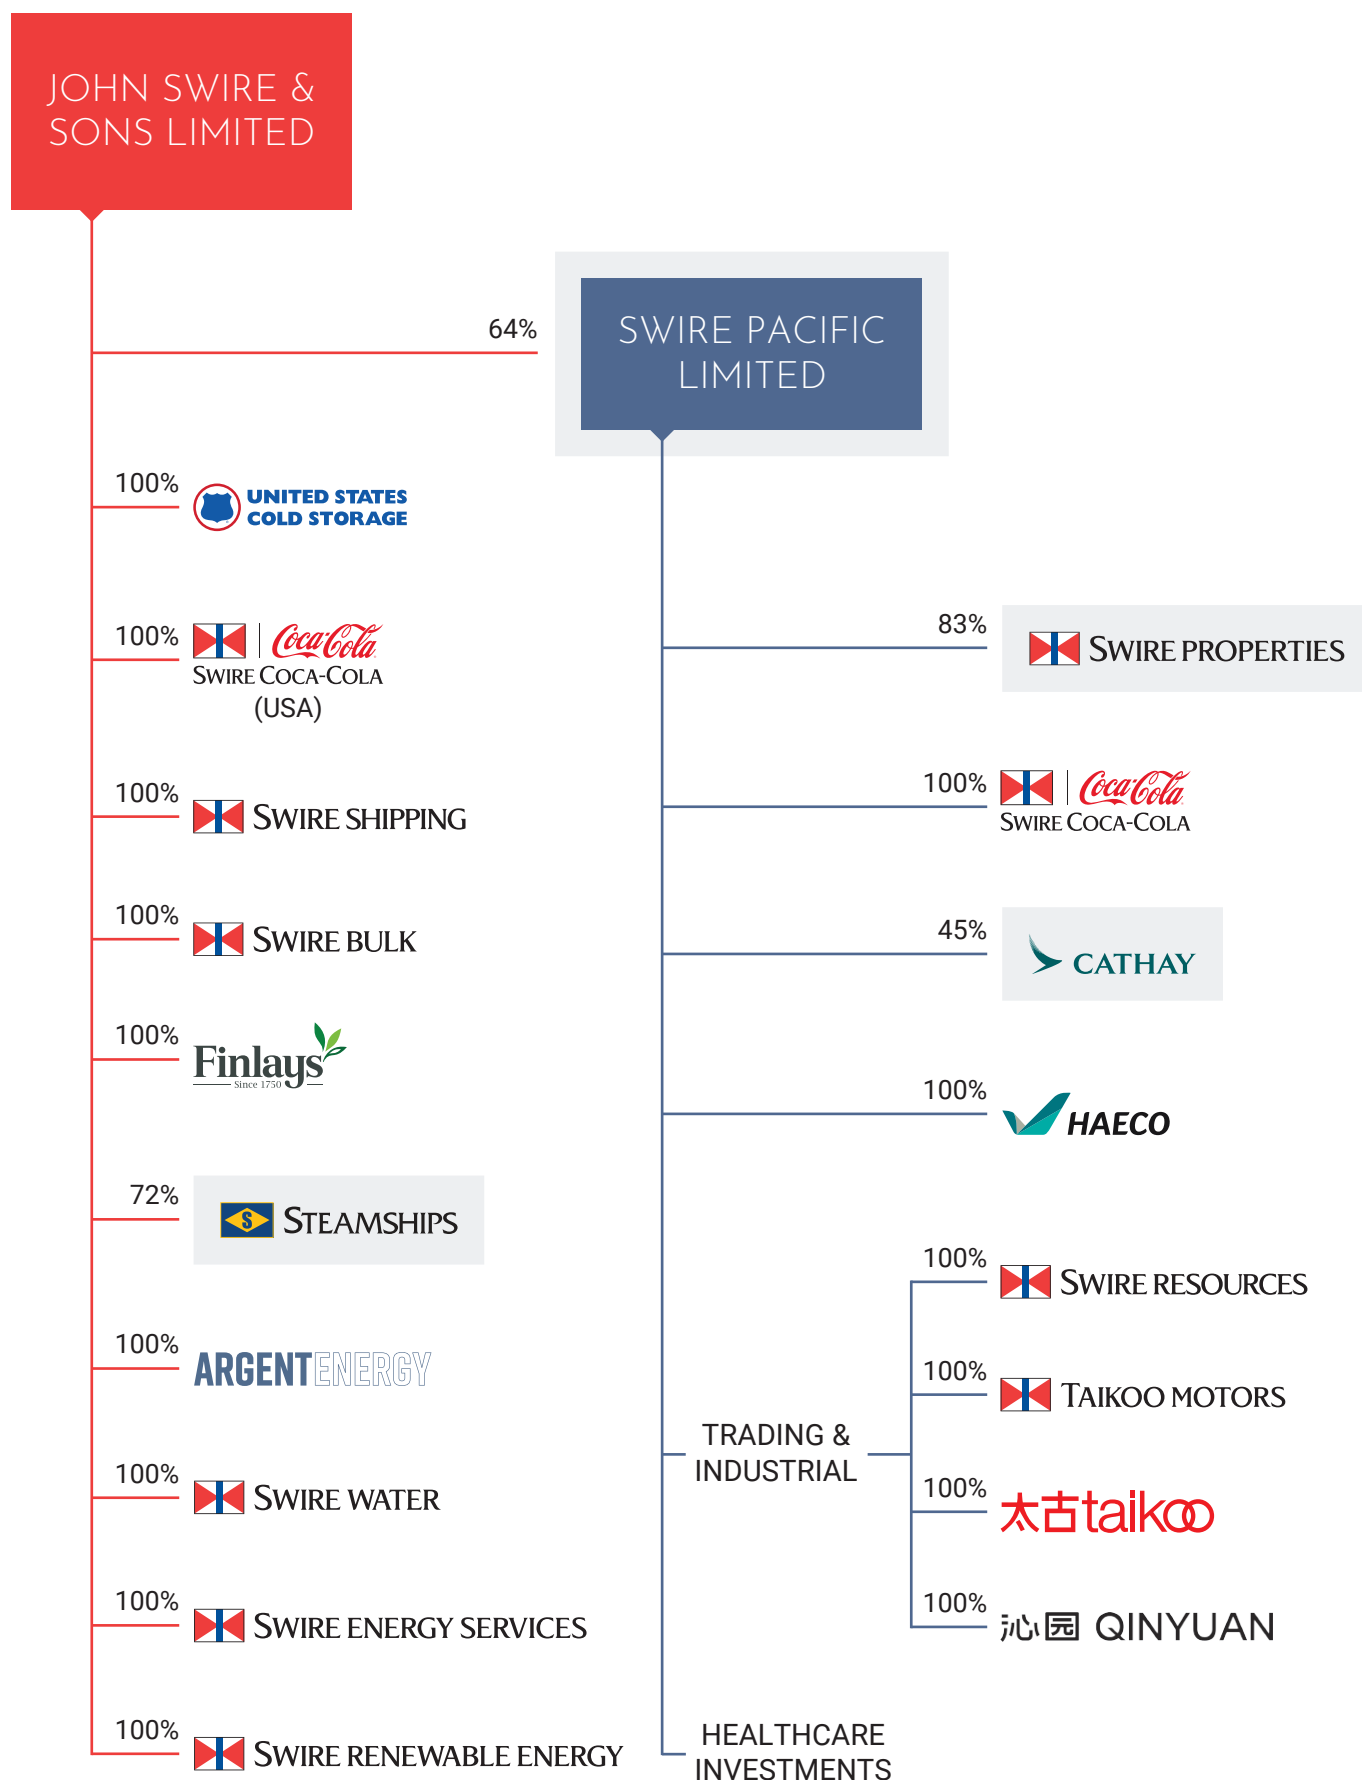 JOHN SWIRE &
SONS LIMITED
64%
SWIRE PACIFIC
LIMITED
100%
UNITED STATES
COLD STORAGE
100%
Coca-Cola
SWIRE COCA-COLA
(USA)
100%
SWIRE SHIPPING
100%
SWIRE BULK
100%
Finlays
Since 1750
72%
S
STEAMSHIPS
100%
ARGENTENERGY
100%
SWIRE WATER
100%
SWIRE ENERGY SERVICES
100%
SWIRE RENEWABLE ENERGY
83%
SWIRE PROPERTIES
100%
Coca-Cola
SWIRE COCA-COLA
45%
CATHAY
100%
HAECO
TRADING &
INDUSTRIAL
100%
SWIRE RESOURCES
100%
TAIKOO MOTORS
100%
太古taikoo
100%
沁园 QINYUAN
HEALTHCARE
INVESTMENTS